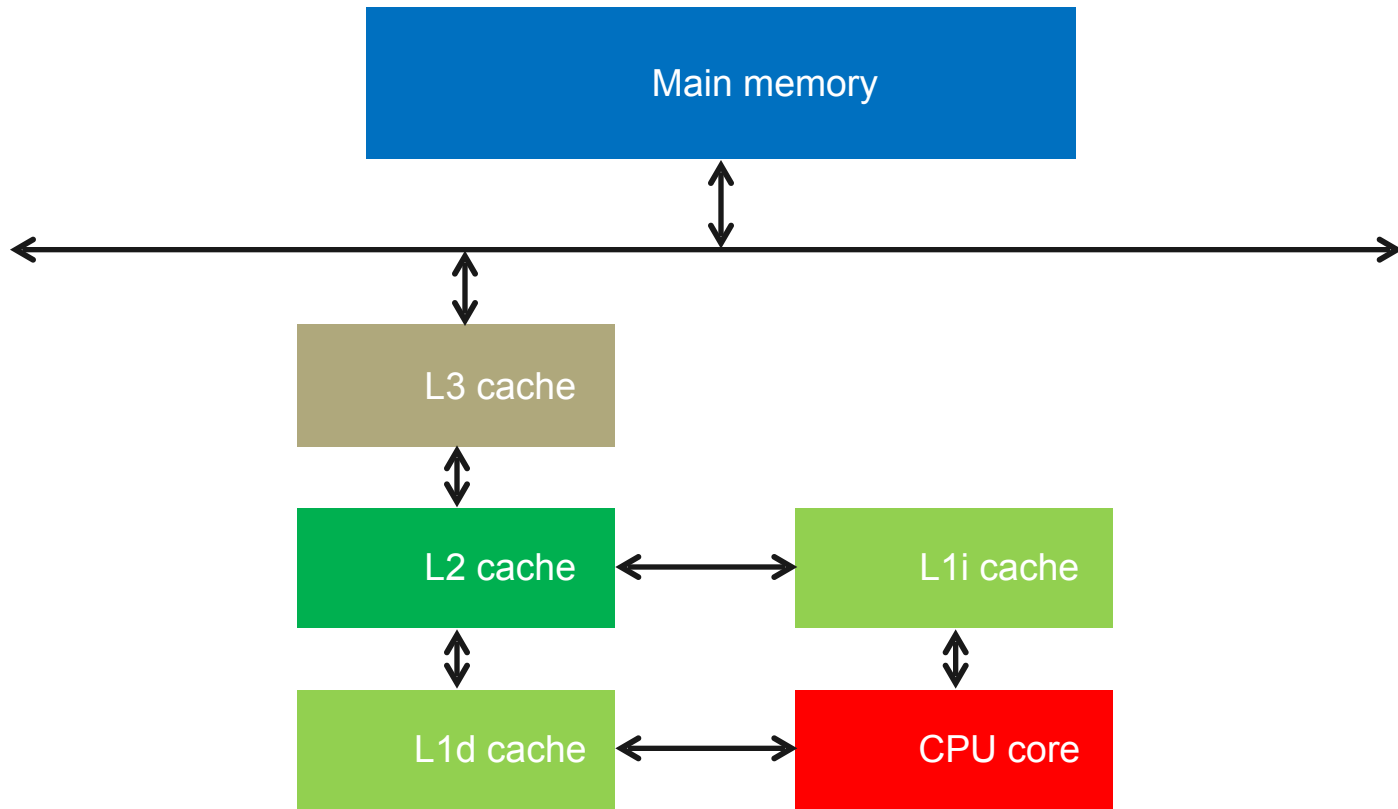 Main memory
L3 cache
L2 cache
L1i cache
L1d cache
CPU core